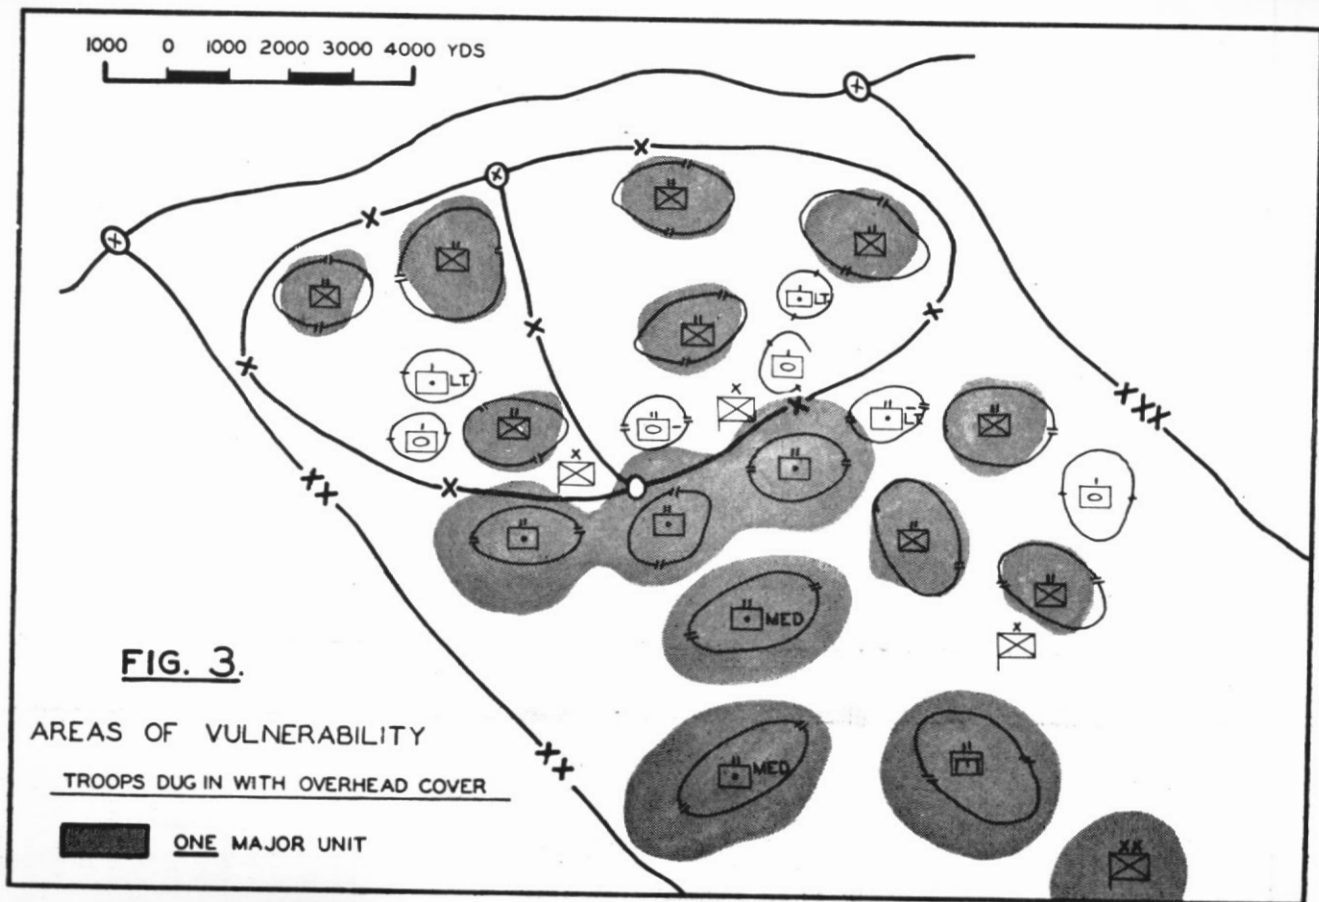 1000 0 1000 2000 3000 4000 YDS
LT.
LT.
LT.
MED
MED
FIG. 3.
AREAS OF VULNERABILITY
TROOPS DUG IN WITH OVERHEAD COVER
ONE MAJOR UNIT